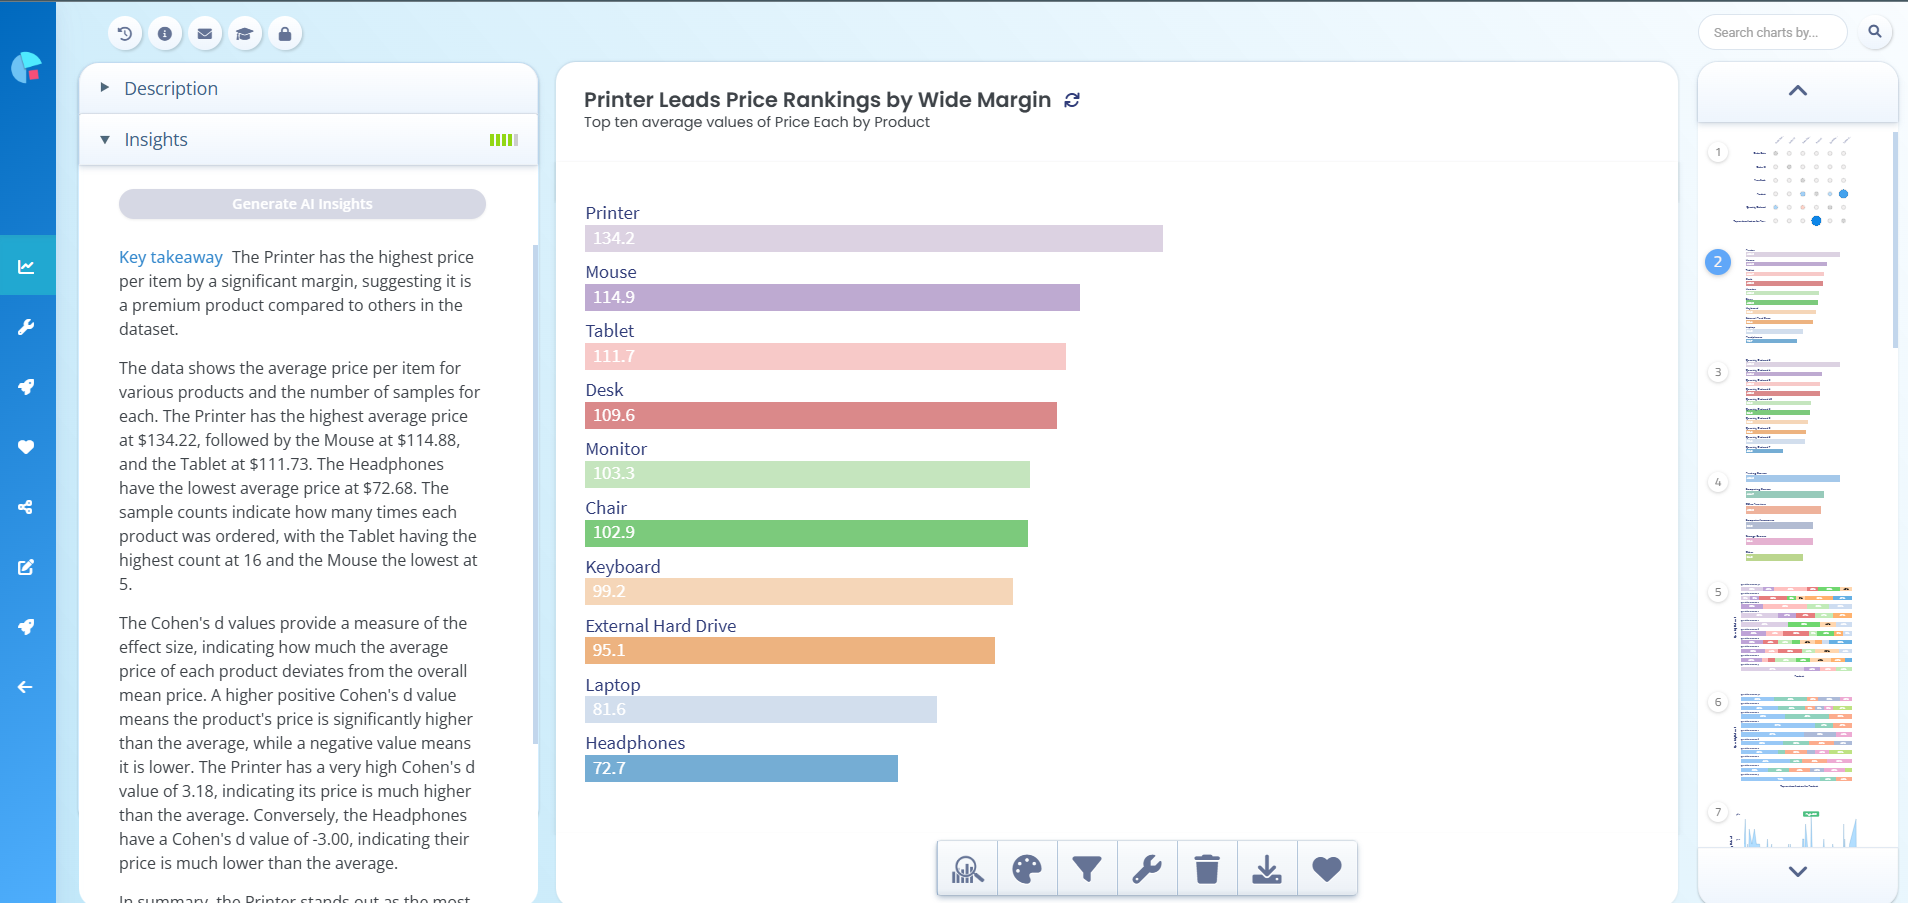 Search charts by...
Description
Insights
Generate AI Insights
Key takeaway The Printer has the highest price
per item by a significant margin, suggesting it is
a premium product compared to others in the
dataset.
The data shows the average price per item for
various products and the number of samples for
each. The Printer has the highest average price
at $134.22, followed by the Mouse at $114.88,
and the Tablet at $111.73. The Headphones
have the lowest average price at $72.68. The
sample counts indicate how many times each
product was ordered, with the Tablet having the
highest count at 16 and the Mouse the lowest at
5.
The Cohen's d values provide a measure of the
effect size, indicating how much the average
price of each product deviates from the overall
mean price. A higher positive Cohen's d value
means the product's price is significantly higher
than the average, while a negative value means
it is lower. The Printer has a very high Cohen's d
value of 3.18, indicating its price is much higher
than the average. Conversely, the Headphones
have a Cohen's d value of -3.00, indicating their
price is much lower than the average.
In summary, the Printer stands out as the most
Printer Leads Price Rankings by Wide Margin
Top ten average values of Price Each by Product
Printer
134.2
Mouse
114.9
Tablet
111.7
Desk
109.6
Monitor
103.3
Chair
102.9
Keyboard
99.2
External Hard Drive
95.1
Laptop
81.6
Headphones
72.7
1
2
3
4
5
6
7